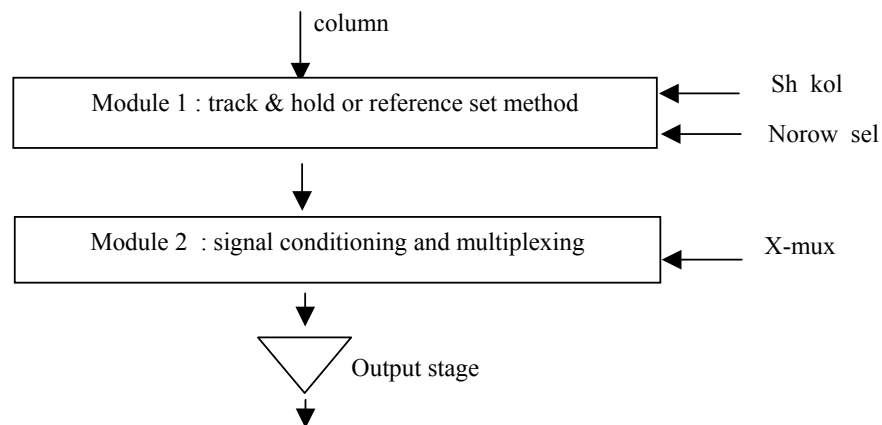 column
Module 1 : track & hold or reference set method
Sh kol
Norow sel
Module 2 : signal conditioning and multiplexing
X-mux
Output stage